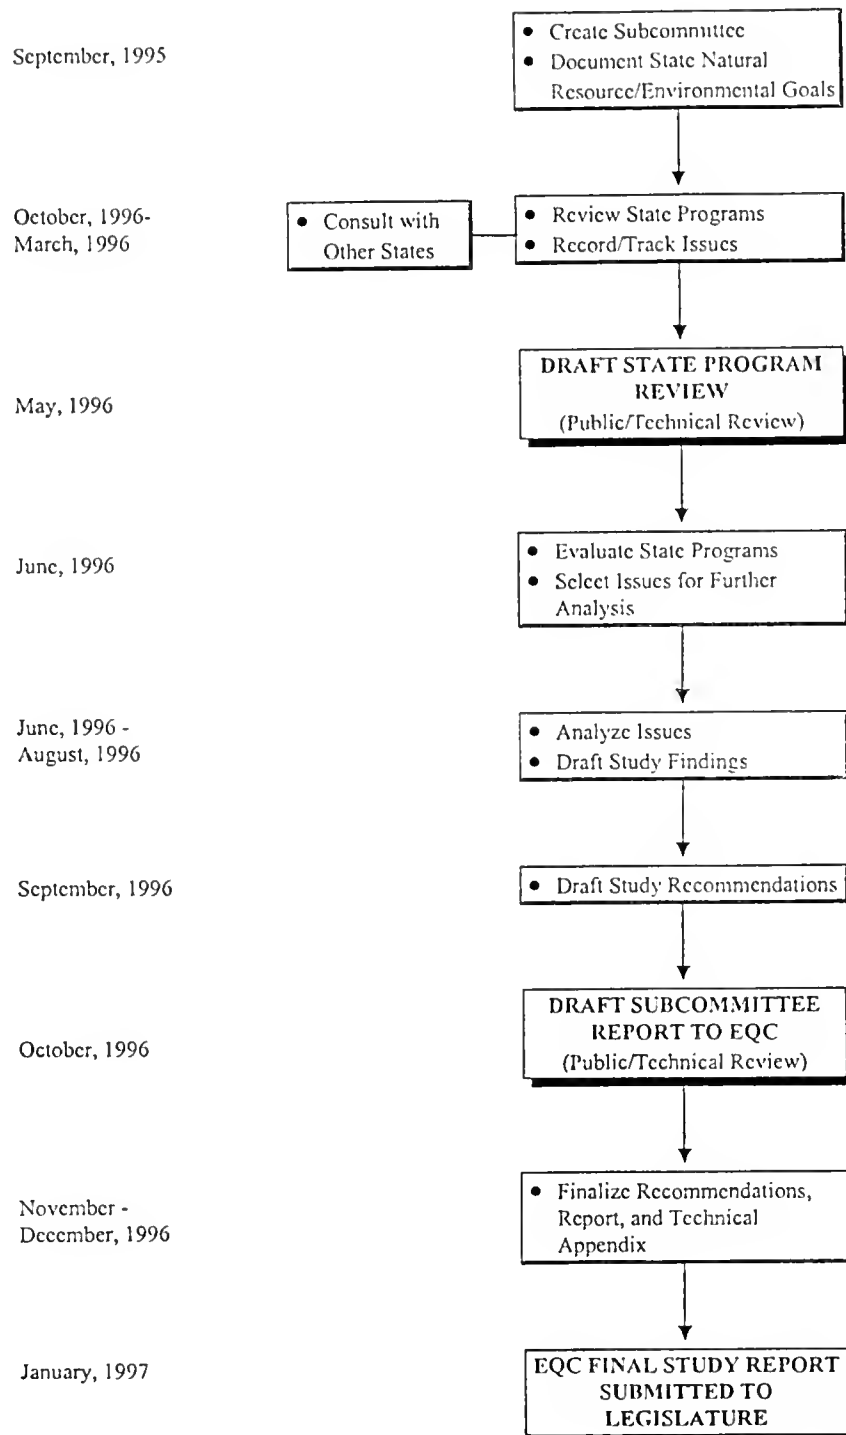 September, 1995
• Create Subcommittee
• Document State Natural
Resource/Environmental Goals
October, 1996-
March, 1996
• Consult with
Other States
• Review State Programs
• Record/Track Issues
May, 1996
DRAFT STATE PROGRAM
REVIEW
(Public/Technical Review)
June, 1996
• Evaluate State Programs
• Select Issues for Further
Analysis
June, 1996 -
August, 1996
• Analyze Issues
• Draft Study Findings
September, 1996
• Draft Study Recommendations
October, 1996
DRAFT SUBCOMMITTEE
REPORT TO EQC
(Public/Technical Review)
November -
December, 1996
• Finalize Recommendations,
Report, and Technical
Appendix
January, 1997
EQC FINAL STUDY REPORT
SUBMITTED TO
LEGISLATURE